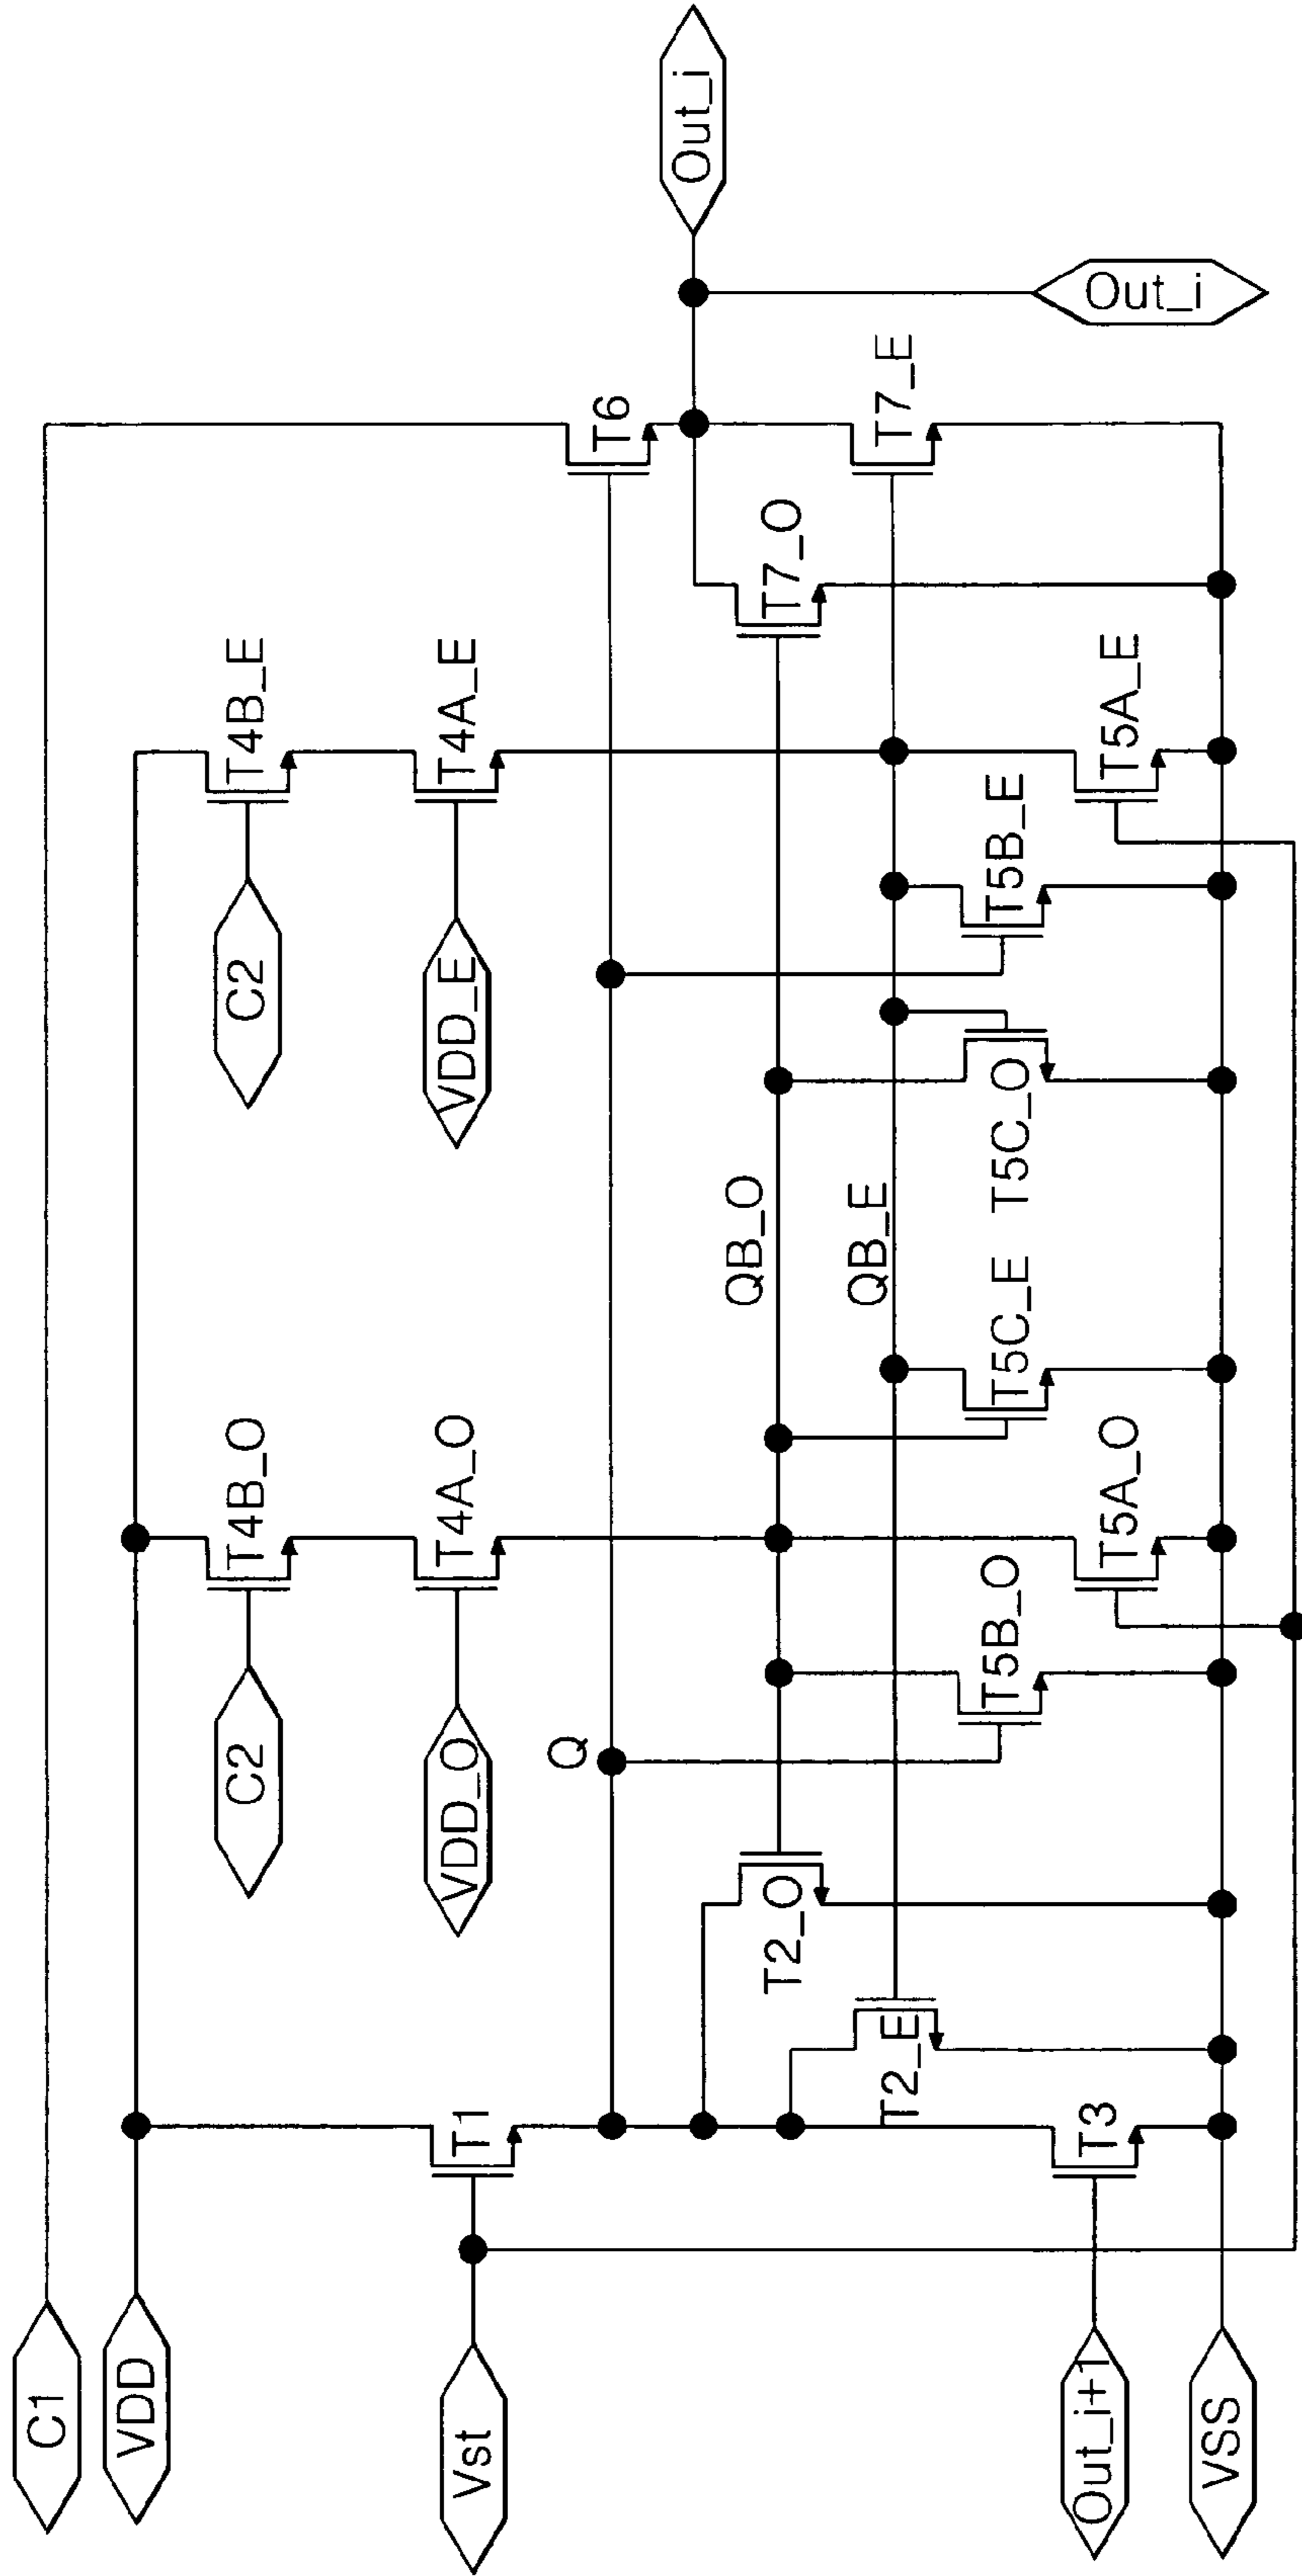 C1
VDD
Vst
Out_i+1
VSS
T1
T3
T2_E
T2_O
Q
C2
VDD_O
T4B_O
T4A_O
T5B_O
T5A_O
T5C_E
T5C_O
QB_O
QB_E
C2
VDD_E
T4B_E
T4A_E
T5B_E
T5A_E
T7_O
T6
T7_E
Out_i
Out_i